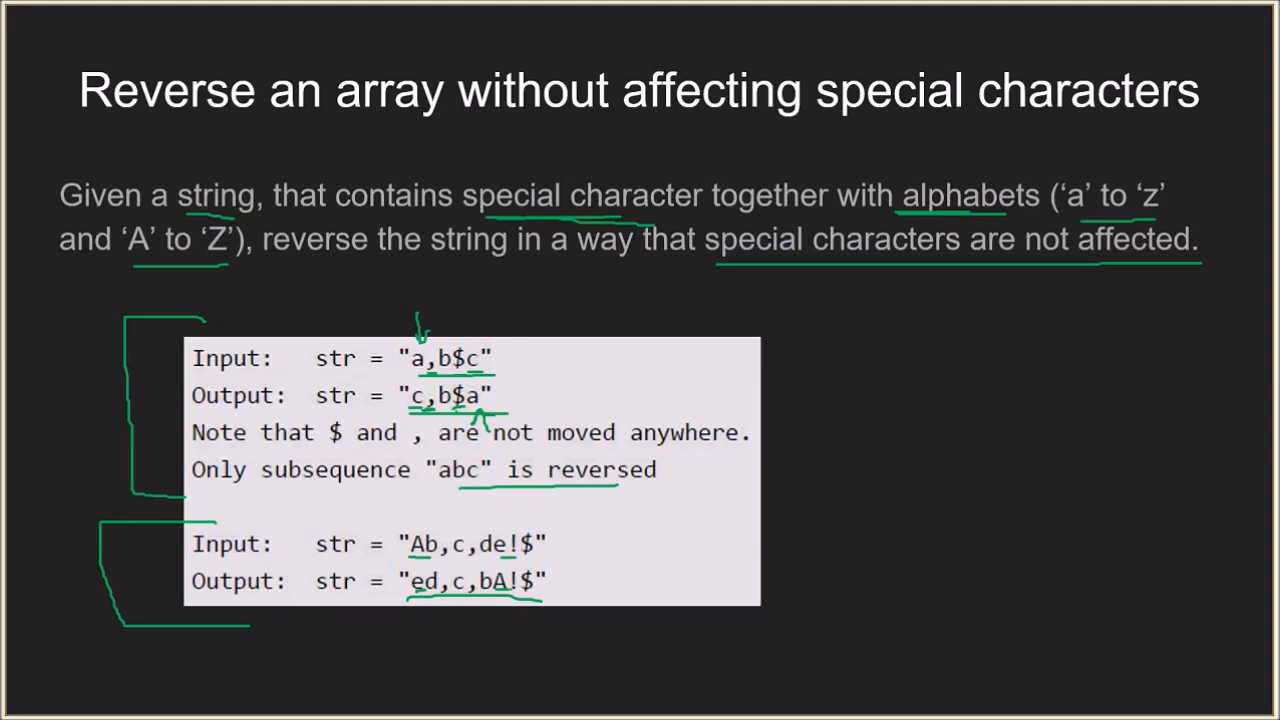 Reverse an array without affecting special characters
Given a string, that contains special character together with alphabets (‘a’ to ‘z’
and ‘A’ to ‘Z’), reverse the string in a way that special characters are not affected.
Input:   str = "a,b$c"
Output:  str = "c,b$a"
Note that $ and , are not moved anywhere.
Only subsequence "abc" is reversed
Input:   str = "Ab,c,de!$"
Output:  str = "ed,c,bA!$"